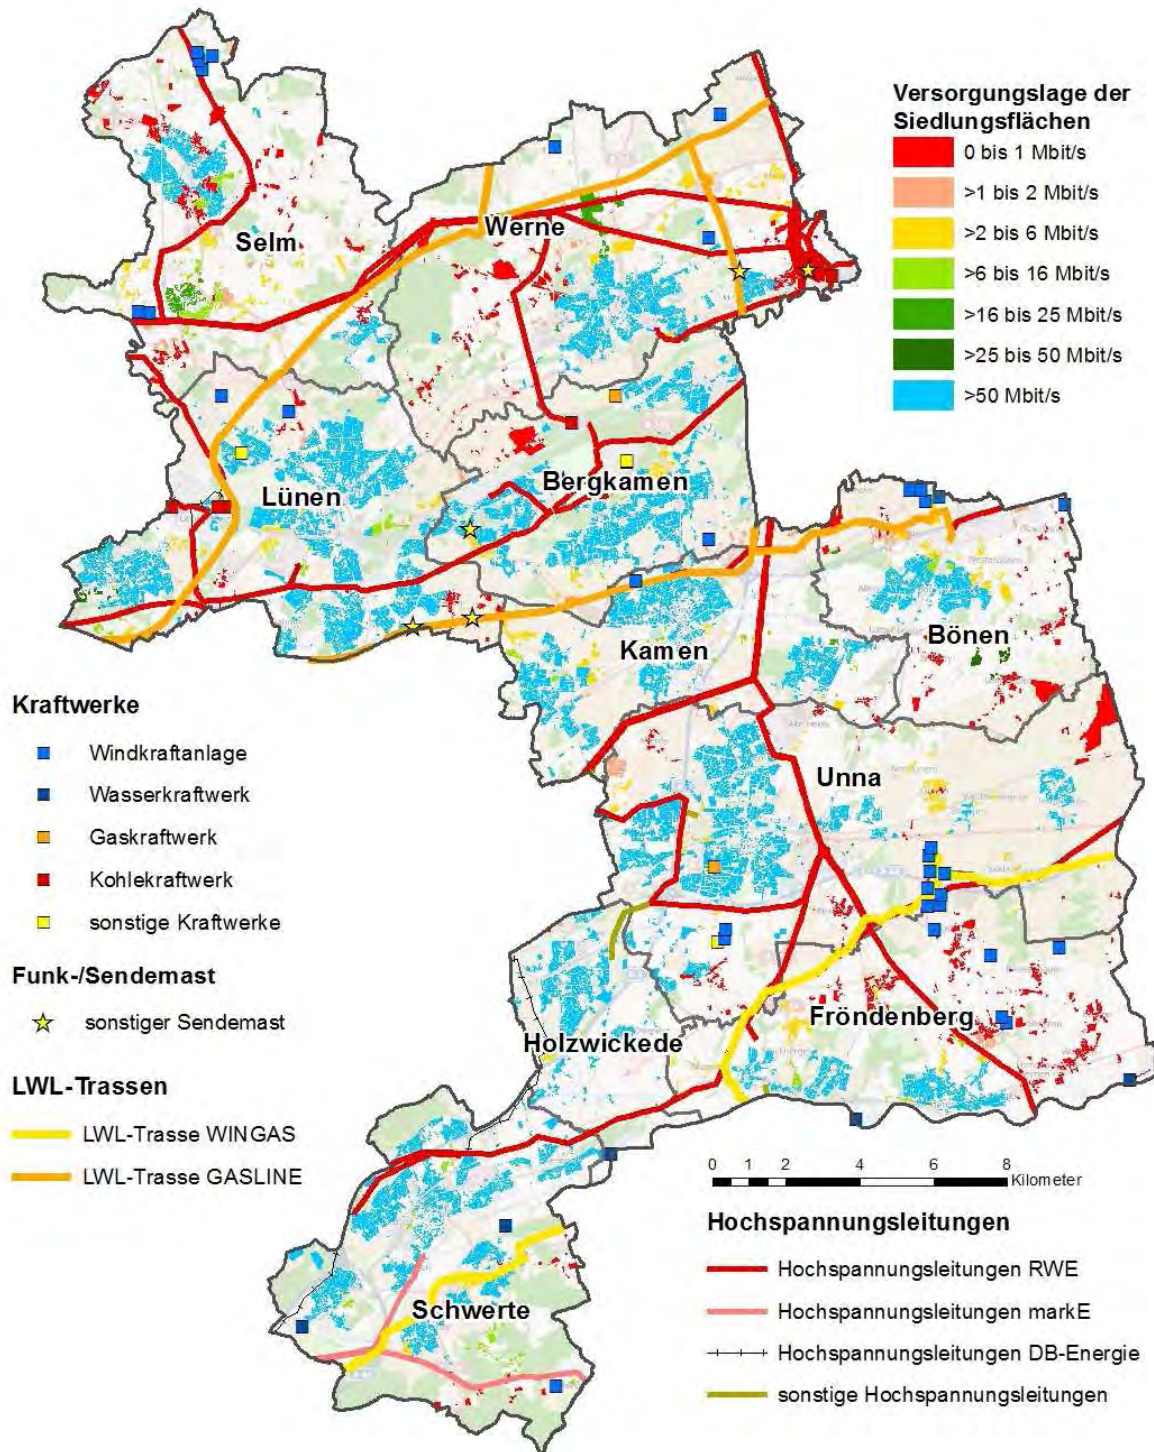 Versorgungslage der
Siedlungsflächen
0 bis 1 Mbit/s
>1 bis 2 Mbit/s
>2 bis 6 Mbit/s
>6 bis 16 Mbit/s
>16 bis 25 Mbit/s
>25 bis 50 Mbit/s
>50 Mbit/s
Selm
Werne
Lünen
Bergkamen
Kamen
Bönen
Unna
Fröndenberg
Holzwickede
Schwerte
Kraftwerke
Windkraftanlage
Wasserkraftwerk
Gaskraftwerk
Kohlekraftwerk
sonstige Kraftwerke
Funk-/Sendemast
sonstiger Sendemast
LWL-Trassen
LWL-Trasse WINGAS
LWL-Trasse GASLINE
0 1 2 4 6 8
Kilometer
Hochspannungsleitungen
Hochspannungsleitungen RWE
Hochspannungsleitungen markE
Hochspannungsleitungen DB-Energie
sonstige Hochspannungsleitungen